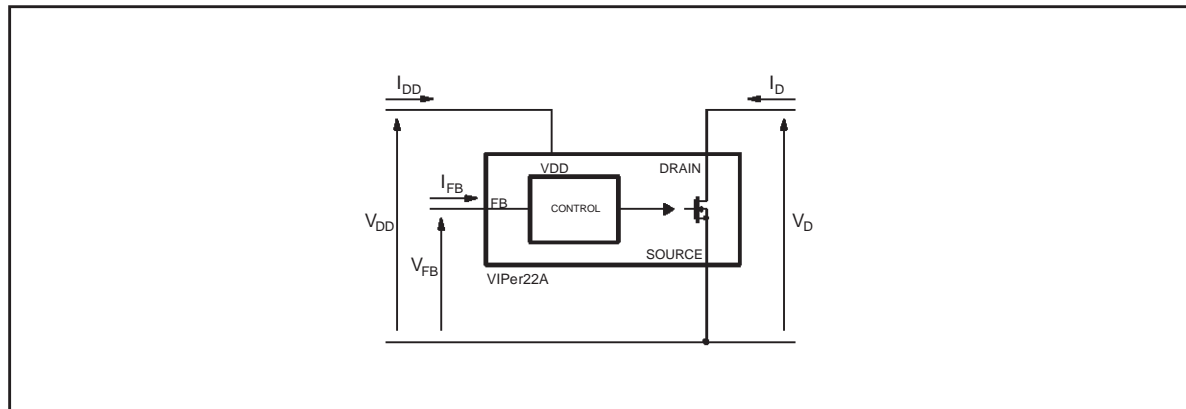 I_DD
I_D
VDD
DRAIN
I_FB
FB
CONTROL
V_DD
V_D
V_FB
SOURCE
VIPer22A